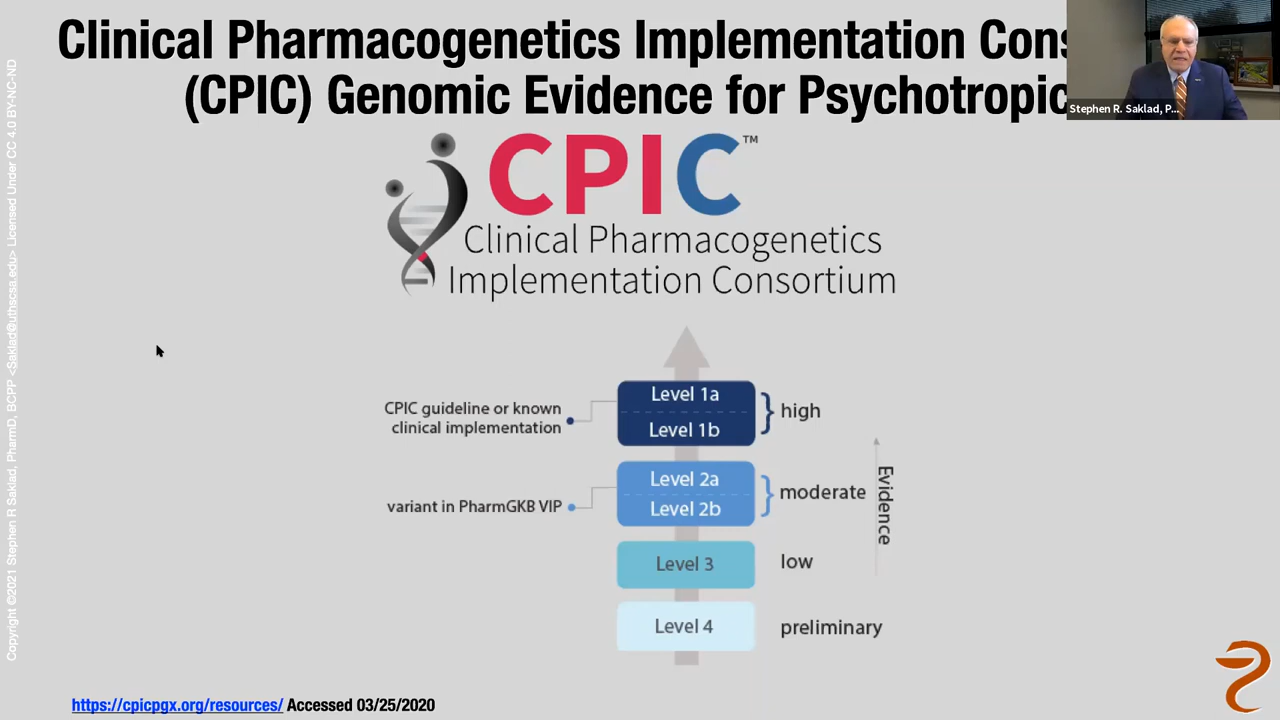 Clinical Pharmacogenetics Implementation Cons
(CPIC) Genomic Evidence for Psychotropic
Stephen R. Saklad, P...
CPIC™
Clinical Pharmacogenetics
Implementation Consortium
CPIC guideline or known
clinical implementation
Level 1a
Level 1b
high
variant in PharmGKB VIP
Level 2a
Level 2b
moderate
Level 3
low
Level 4
preliminary
Evidence
https://cpicpgx.org/resources/ Accessed 03/25/2020
Copyright ©2021 Stephen R Saklad, PharmD, BCPP <Saklad@uthscsa.edu> Licensed Under CC 4.0 BY-NC-ND